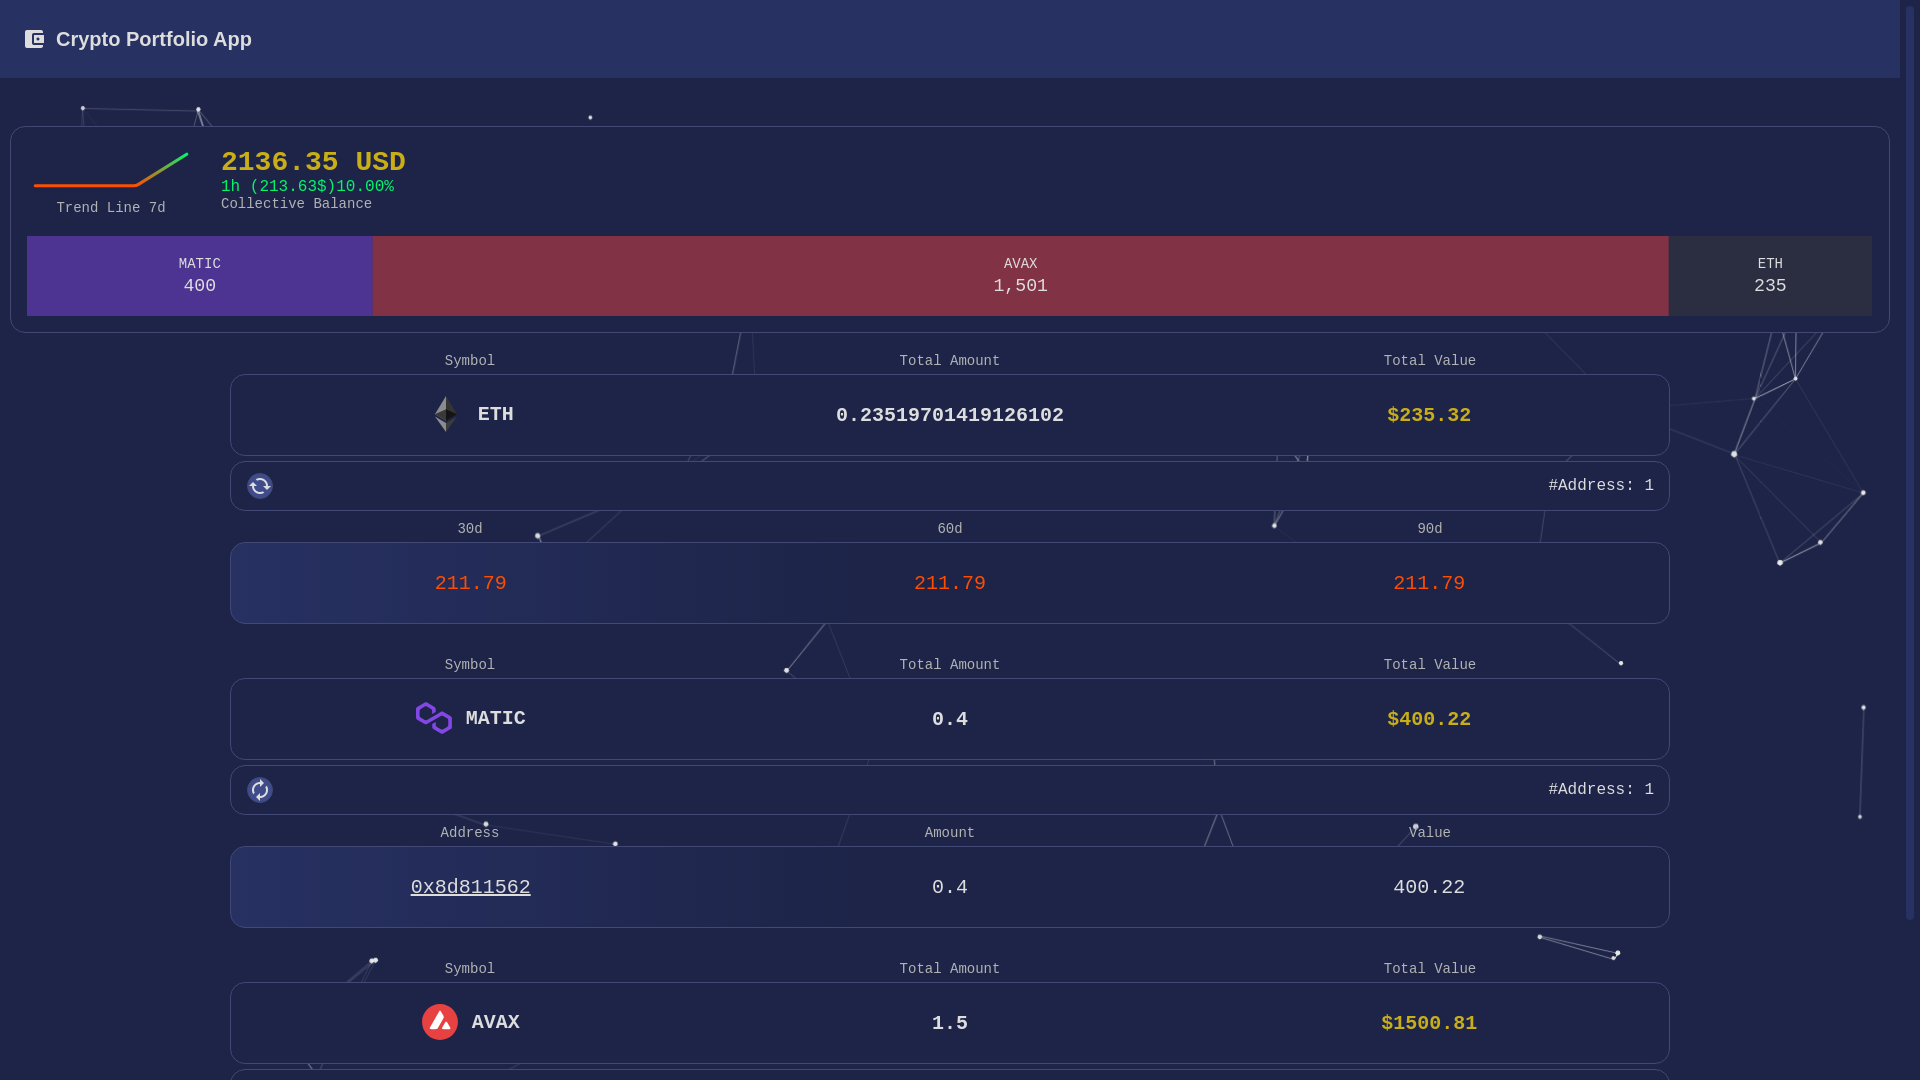 Crypto Portfolio App
2136.35 USD
1h (213.63$)10.00%
Collective Balance
Trend Line 7d
MATIC
400
AVAX
1,501
ETH
235
Symbol Total Amount Total Value
ETH 0.23519701419126102 $235.32
#Address: 1
30d 60d 90d
211.79 211.79 211.79
Symbol Total Amount Total Value
MATIC 0.4 $400.22
#Address: 1
Address Amount Value
0x8d811562 0.4 400.22
Symbol Total Amount Total Value
AVAX 1.5 $1500.81